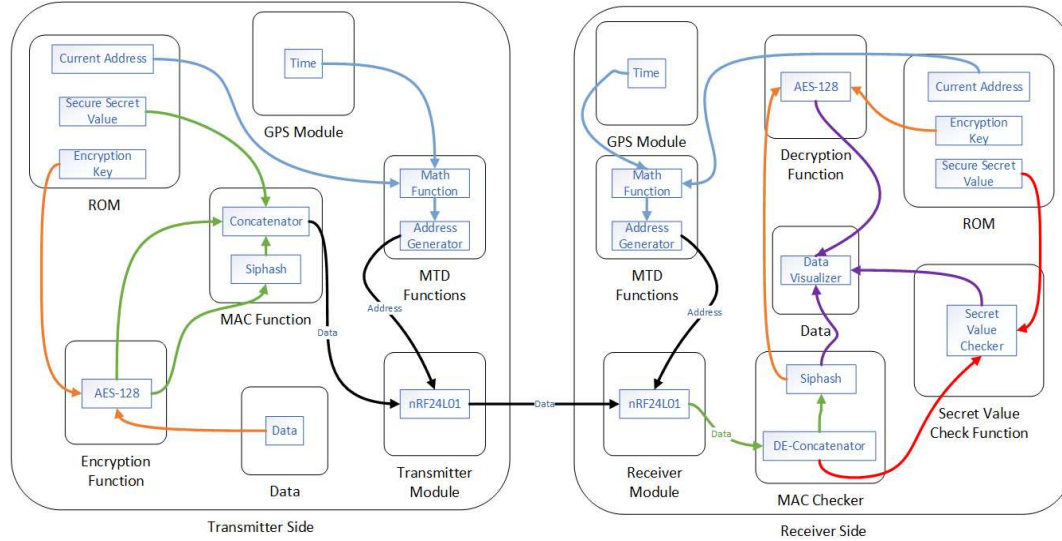 Current Address
Secure Secret
Value
Encryption
Key
ROM
Time
GPS Module
Math
Function
Address
Generator
MTD
Functions
Concatenator
Siphash
MAC Function
Data
Address
AES-128
Encryption
Function
Data
Data
nRF24L01
Transmitter
Module
Transmitter Side
Data
Time
GPS Module
Math
Function
Address
Generator
MTD
Functions
Address
nRF24L01
Receiver
Module
Data
AES-128
Decryption
Function
Current Address
Encryption
Key
Secure Secret
Value
ROM
Data
Visualizer
Data
Secret
Value
Checker
Secret Value
Check Function
Siphash
DE-Concatenator
MAC Checker
Receiver Side